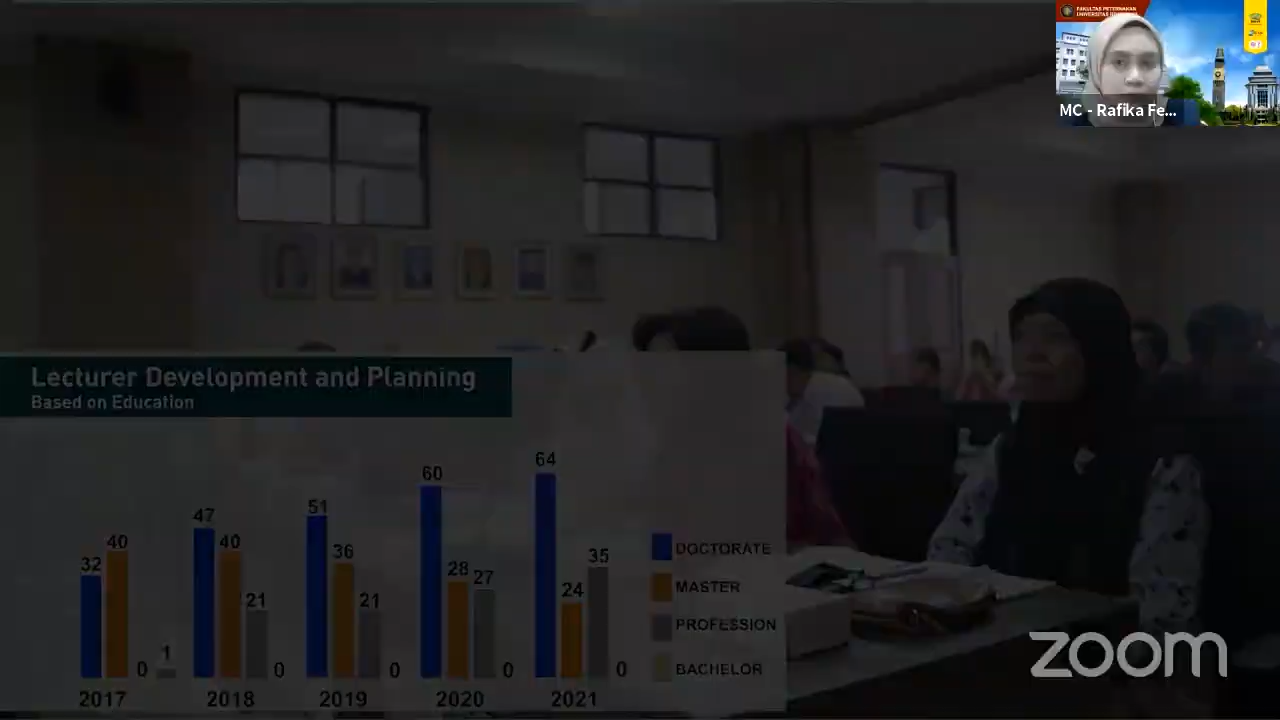 FAKULTAS PETERNAKAN
MC - Rafika Fe...
Lecturer Development and Planning
Based on Education
32
40
0
1
47
40
21
0
51
36
21
0
60
28
27
0
64
24
35
0
DOCTORATE
MASTER
PROFESSION
BACHELOR
2017
2018
2019
2020
2021
zoom